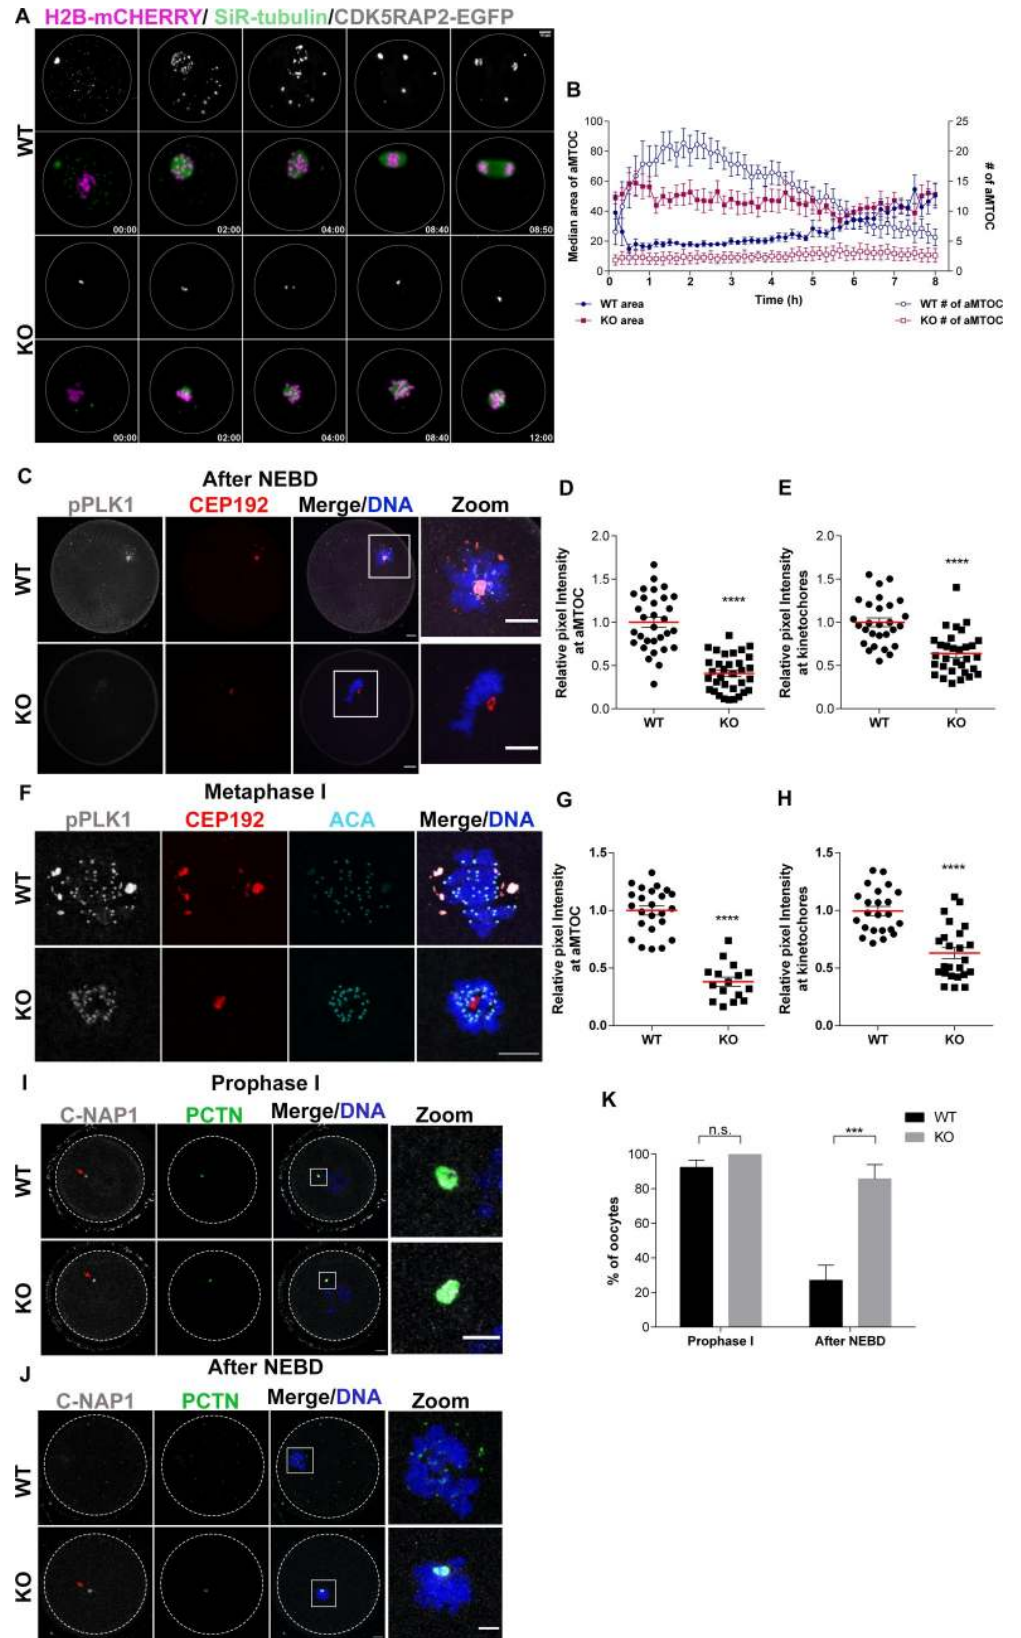 A H2B-mCHERRY/ SiR-tubulin/CDK5RAP2-EGFP
WT
00:00 02:00 04:00 08:40 08:50
KO
00:00 02:00 04:00 08:40 12:00
B
Median area of aMTOC
100
80
60
40
20
0
25
20
15
10
5
0
# of aMTOC
0 1 2 3 4 5 6 7 8
Time (h)
WT area
KO area
WT # of aMTOC
KO # of aMTOC
C After NEBD
pPLK1 CEP192 Merge/DNA Zoom
WT
KO
D
Relative pixel Intensity
at aMTOC
2.0
1.5
1.0
0.5
0.0
****
WT KO
E
Relative pixel Intensity
at kinetochores
2.0
1.5
1.0
0.5
0.0
****
WT KO
F Metaphase I
pPLK1 CEP192 ACA Merge/DNA
WT
KO
G
Relative pixel Intensity
at aMTOC
1.5
1.0
0.5
0.0
****
WT KO
H
Relative pixel Intensity
at kinetochores
1.5
1.0
0.5
0.0
****
WT KO
I Prophase I
C-NAP1 PCTN Merge/DNA Zoom
WT
KO
J After NEBD
C-NAP1 PCTN Merge/DNA Zoom
WT
KO
K
WT
KO
% of oocytes
100
80
60
40
20
0
n.s.
***
Prophase I After NEBD